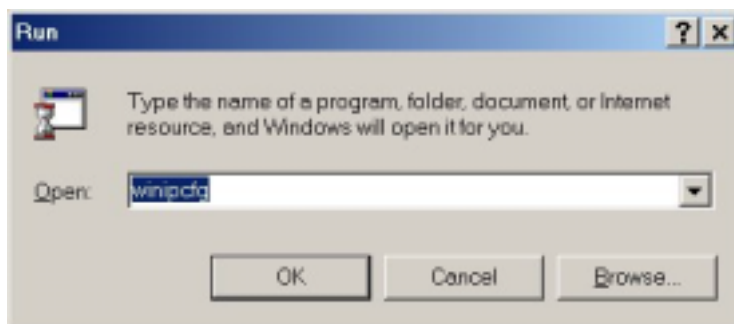 Run
Type the name of a program, folder, document, or Internet
resource, and Windows will open it for you.
Open: winipcfg
OK Cancel Browse...